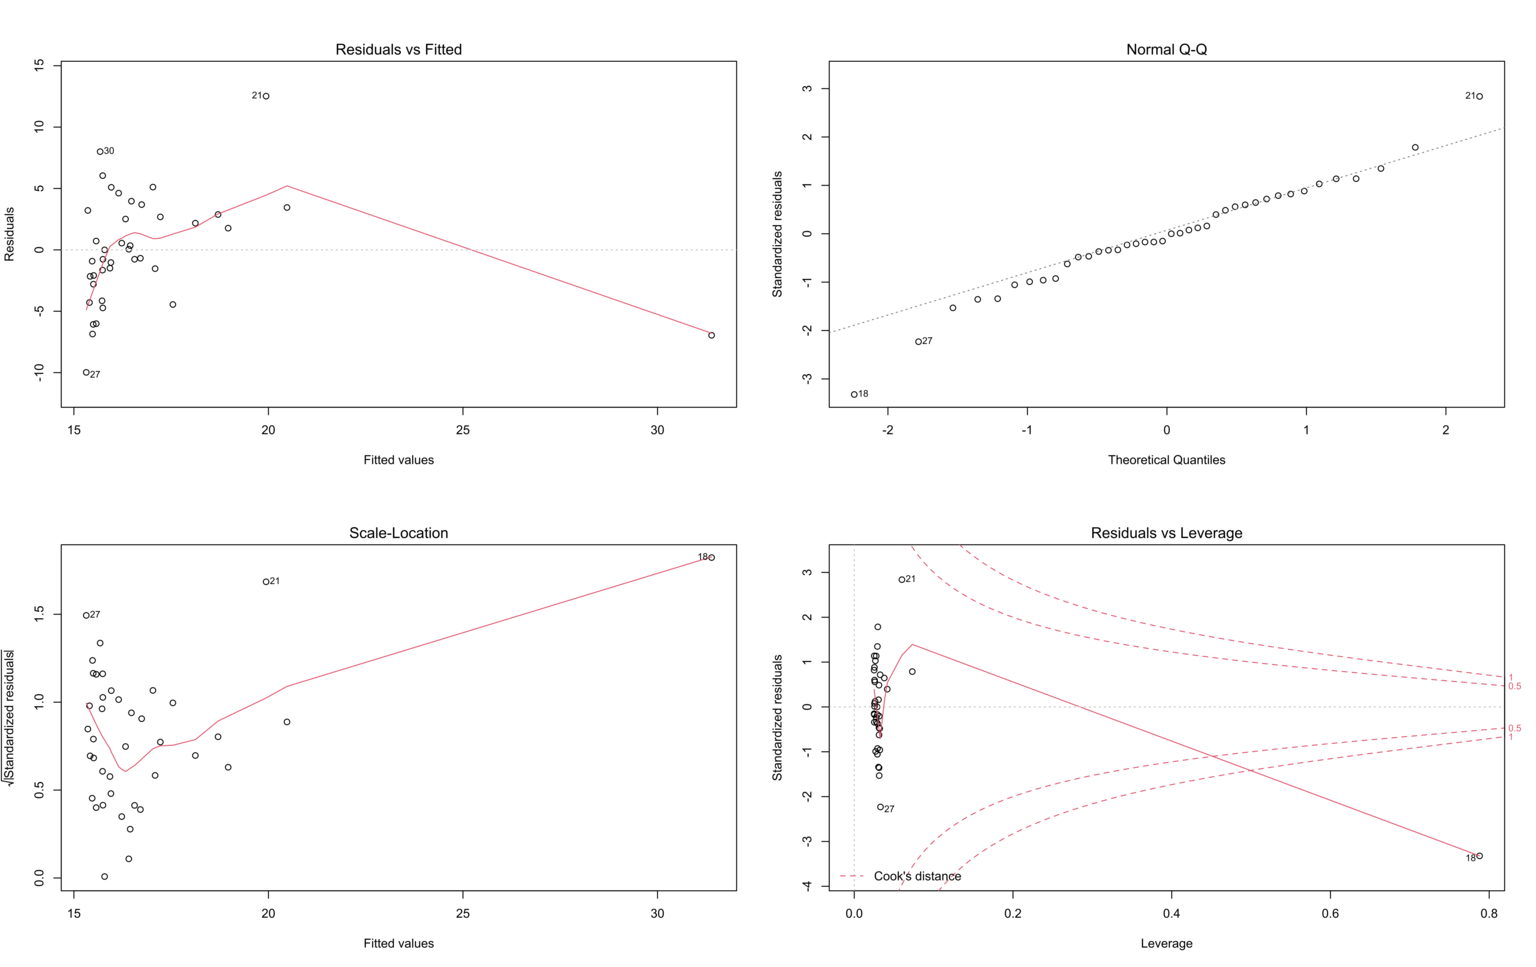 Residuals vs Fitted
Residuals
-10 -5 0 5 10 15
21
30
27
15 20 25 30
Fitted values
Normal Q-Q
Standardized residuals
-3 -2 -1 0 1 2 3
21
27
18
-2 -1 0 1 2
Theoretical Quantiles
Scale-Location
√|Standardized residuals|
0.0 0.5 1.0 1.5
18
21
27
15 20 25 30
Fitted values
Residuals vs Leverage
Standardized residuals
-4 -3 -2 -1 0 1 2 3
21
1
0.5
0.5
1
27
18
Cook's distance
0.0 0.2 0.4 0.6 0.8
Leverage